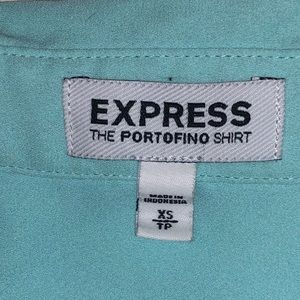 EXPRESS
THE PORTOFINO SHIRT
MADE IN
INDONESIA
XS
TP